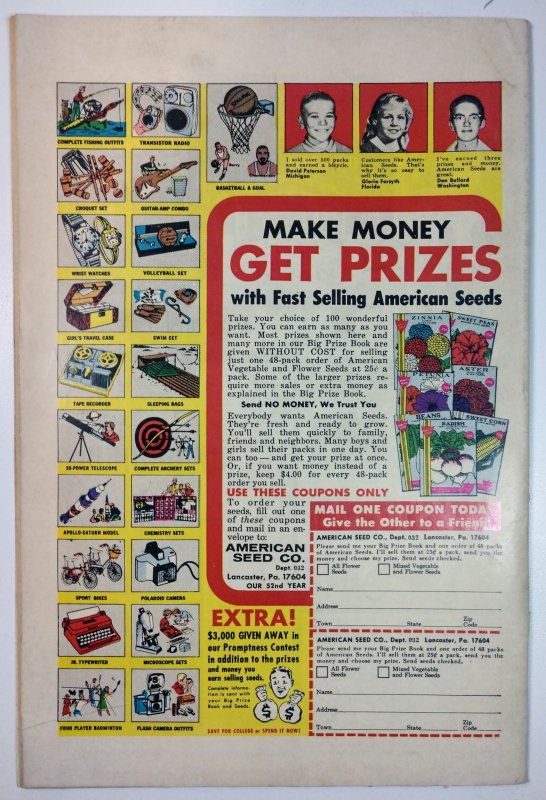 COMPLETE FISHING OUTFITS
TRANSISTOR RADIO
CROQUET SET
GUITAR-AMP COMBO
WRIST WATCHES
VOLLEYBALL SET
GIRL'S TRAVEL CASE
SWIM SET
TAPE RECORDER
SLEEPING BAGS
30-POWER TELESCOPE
COMPLETE ARCHERY SETS
APOLLO-SATURN MODEL
CHEMISTRY SETS
SPORT BIKES
POLAROID CAMERA
JR. TYPEWRITER
MICROSCOPE SETS
FOUR PLAYER BADMINTON
FLASH CAMERA OUTFITS
BASKETBALL & GOAL
I sold over 100 packs
and earned a bicycle.
David Peterson
Michigan
Customers like Amer-
ican Seeds. That's
why it's so easy to
sell them.
Gloria Forsyth
Florida
I've earned three
prizes and money.
American Seeds are
great.
Dan Bullard
Washington
MAKE MONEY
GET PRIZES
with Fast Selling American Seeds
Take your choice of 100 wonderful
prizes. You can earn as many as you
want. Most prizes shown here and
many more in our Big Prize Book are
given WITHOUT COST for selling
just one 48-pack order of American
Vegetable and Flower Seeds at 25¢ a
pack. Some of the larger prizes re-
quire more sales or extra money as
explained in the Big Prize Book.
Send NO MONEY, We Trust You
Everybody wants American Seeds.
They're fresh and ready to grow.
You'll sell them quickly to family,
friends and neighbors. Many boys and
girls sell their packs in one day. You
can too — and get your prize at once.
Or, if you want money instead of a
prize, keep $4.00 for every 48-pack
order you sell.
USE THESE COUPONS ONLY
To order your
seeds, fill out one
of these coupons
and mail in an en-
velope to:
AMERICAN
SEED CO.
Dept. 032
Lancaster, Pa. 17604
OUR 52nd YEAR
ZINNIA
SWEET PEAS
PETUNIA
ASTER
BEANS
RADISH
SWEET CORN
EXTRA!
$3,000 GIVEN AWAY in
our Promptness Contest
in addition to the prizes
and money you
earn selling seeds.
Complete informa-
tion is sent with
your Big Prize
Book and Seeds.
SAVE FOR COLLEGE or SPEND IT NOW!
MAIL ONE COUPON TODAY
Give the Other to a Friend
AMERICAN SEED CO., Dept. 032 Lancaster, Pa. 17604
Please send me your Big Prize Book and one order of 48 packs
of American Seeds. I'll sell them at 25¢ a pack, send you the
money and choose my prize. Send seeds checked.
All Flower
Seeds
Mixed Vegetable
and Flower Seeds
Name
Address
Town State Zip Code
AMERICAN SEED CO., Dept. 032 Lancaster, Pa. 17604
Please send me your Big Prize Book and one order of 48 packs
of American Seeds. I'll sell them at 25¢ a pack, send you the
money and choose my prize. Send seeds checked.
All Flower
Seeds
Mixed Vegetable
and Flower Seeds
Name
Address
Town State Zip Code